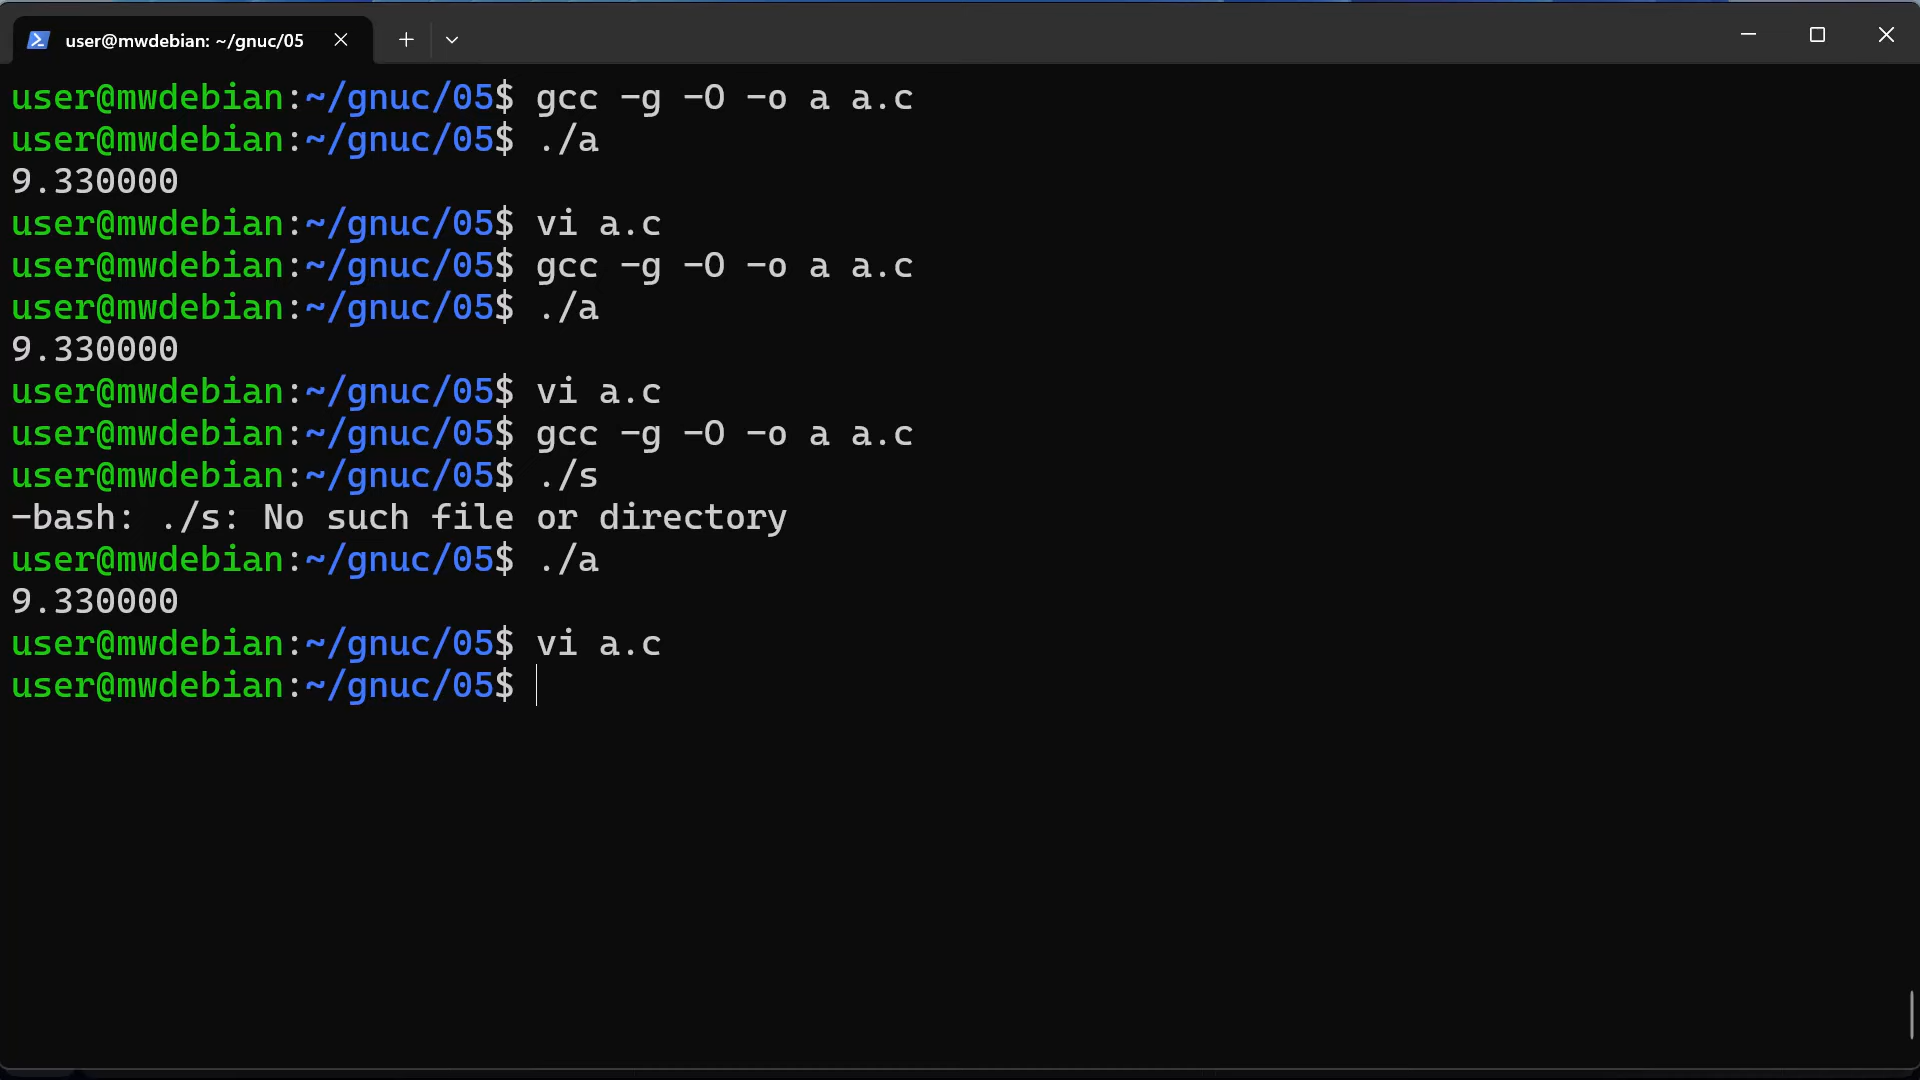 user@mwdebian: ~/gnuc/05
user@mwdebian:~/gnuc/05$ gcc -g -O -o a a.c
user@mwdebian:~/gnuc/05$ ./a
9.330000
user@mwdebian:~/gnuc/05$ vi a.c
user@mwdebian:~/gnuc/05$ gcc -g -O -o a a.c
user@mwdebian:~/gnuc/05$ ./a
9.330000
user@mwdebian:~/gnuc/05$ vi a.c
user@mwdebian:~/gnuc/05$ gcc -g -O -o a a.c
user@mwdebian:~/gnuc/05$ ./s
-bash: ./s: No such file or directory
user@mwdebian:~/gnuc/05$ ./a
9.330000
user@mwdebian:~/gnuc/05$ vi a.c
user@mwdebian:~/gnuc/05$